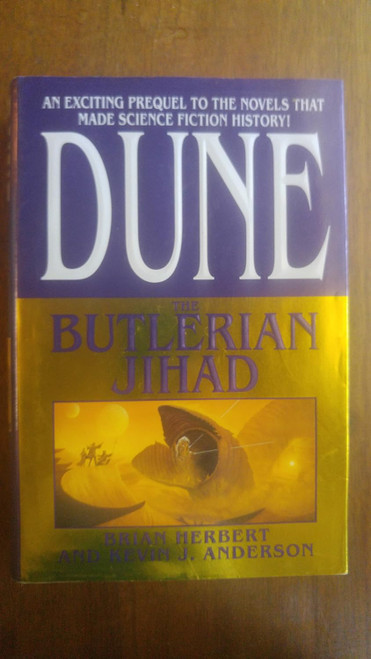 AN EXCITING PREQUEL TO THE NOVELS THAT
MADE SCIENCE FICTION HISTORY!
DUNE
THE
BUTLERIAN
JIHAD
BRIAN HERBERT
AND KEVIN J. ANDERSON